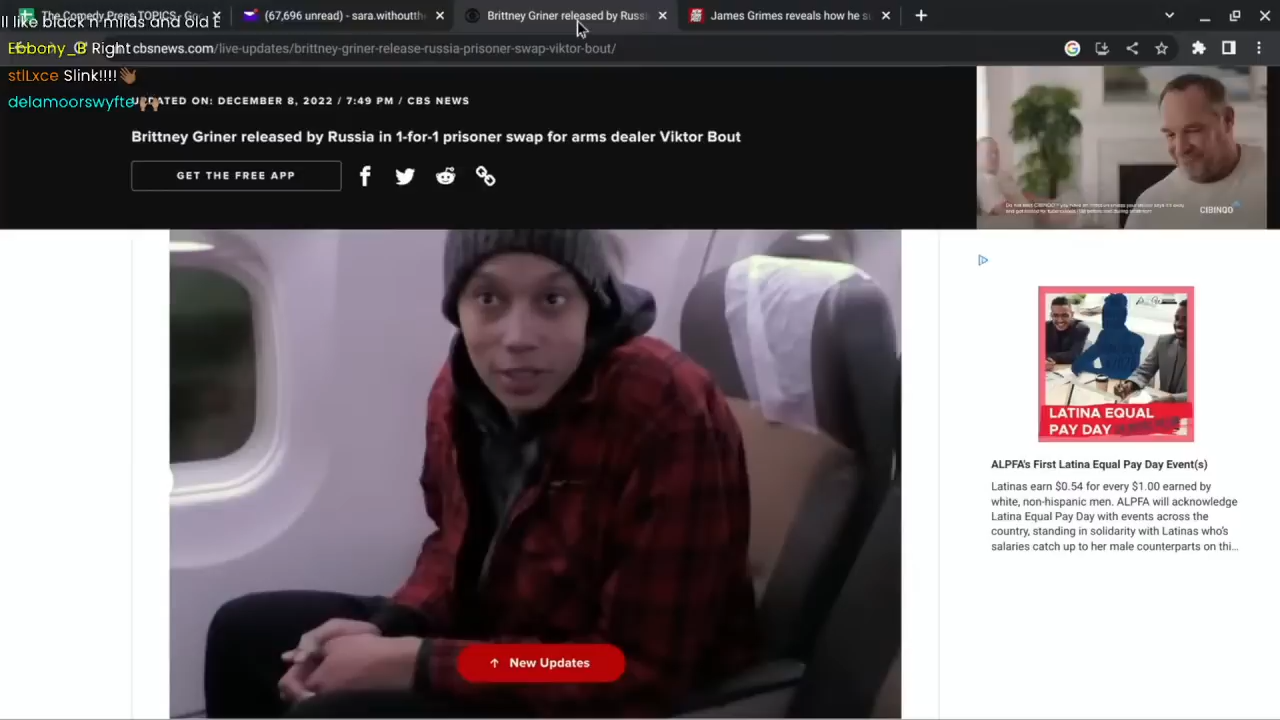 ll like black n milds and old E
The Comedy Press TOPICS
(67,696 unread) - sara.withoutth
Brittney Griner released by Russi
James Grimes reveals how he su
Ebbony_B Right
cbsnews.com/live-updates/brittney-griner-release-russia-prisoner-swap-viktor-bout/
stlLxce Slink!!!!👋🏾
delamoorswyfte 🙌🏽
UPDATED ON: DECEMBER 8, 2022 / 7:49 PM / CBS NEWS
Brittney Griner released by Russia in 1-for-1 prisoner swap for arms dealer Viktor Bout
GET THE FREE APP
CIBINQO
LATINA EQUAL
PAY DAY
ALPFA's First Latina Equal Pay Day Event(s)
Latinas earn $0.54 for every $1.00 earned by
white, non-hispanic men. ALPFA will acknowledge
Latina Equal Pay Day with events across the
country, standing in solidarity with Latinas who's
salaries catch up to her male counterparts on thi...
↑ New Updates